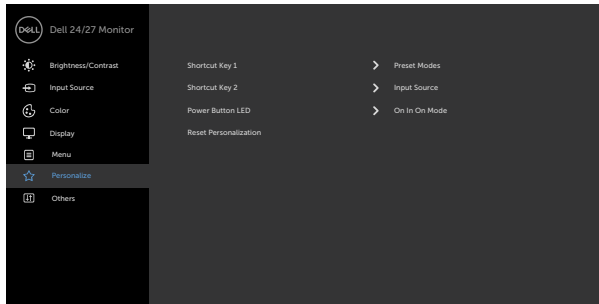 DELL Dell 24/27 Monitor
Brightness/Contrast
Input Source
Color
Display
Menu
Personalize
Others
Shortcut Key 1 Preset Modes
Shortcut Key 2 Input Source
Power Button LED On In On Mode
Reset Personalization